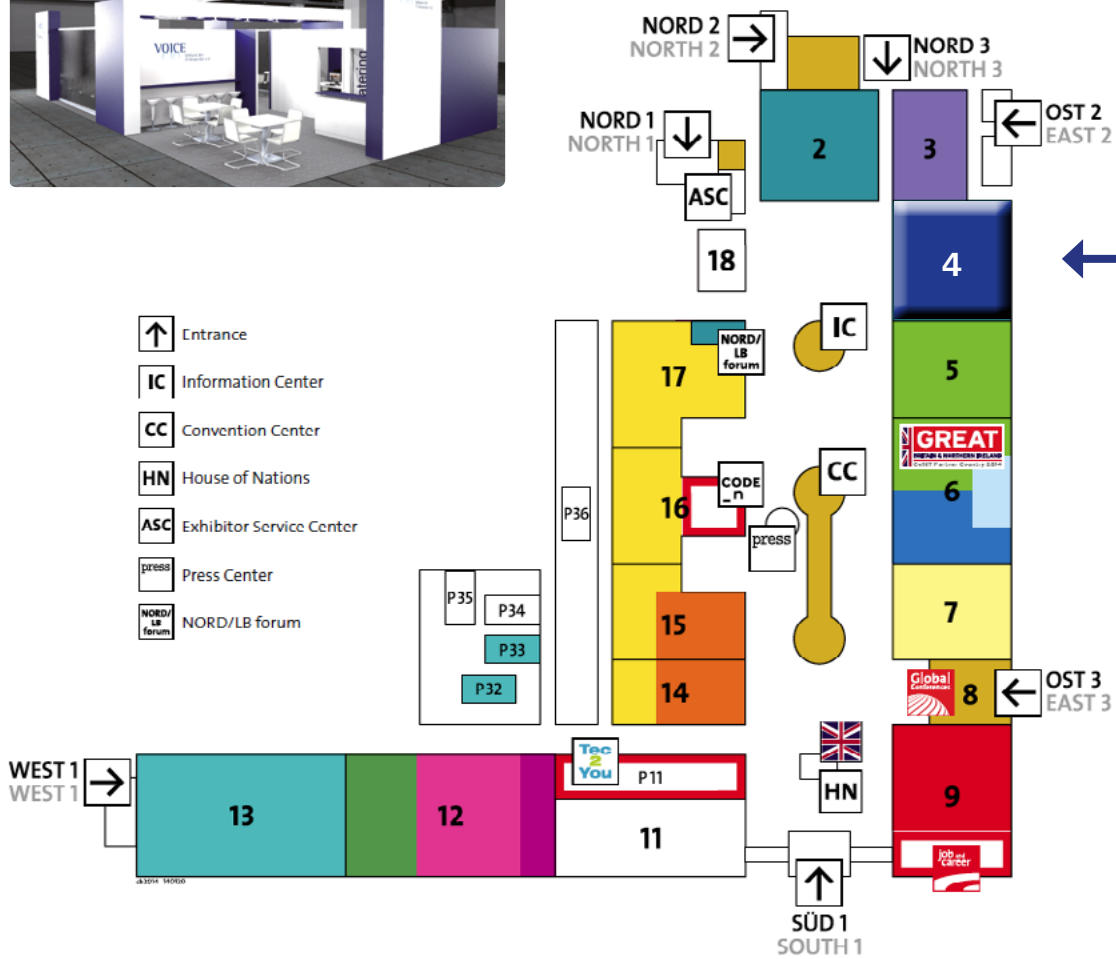 VOICE
atering
NORD 2
NORTH 2
NORD 3
NORTH 3
NORD 1
NORTH 1
OST 2
EAST 2
2
3
ASC
18
4
Entrance
IC
Information Center
CC
Convention Center
HN
House of Nations
ASC
Exhibitor Service Center
press
Press Center
NORD/
LB
forum
NORD/LB forum
IC
NORD/
LB
forum
17
5
GREAT
BRITAIN & NORTHERN IRELAND
CeBIT Partner Country 2014
6
CODE
_n
16
CC
press
P36
P35
P34
P33
P32
15
14
7
Global
Conferences
8
OST 3
EAST 3
WEST 1
WEST 1
13
12
Tec
2
You
P11
11
HN
9
job and
career
SÜD 1
SOUTH 1